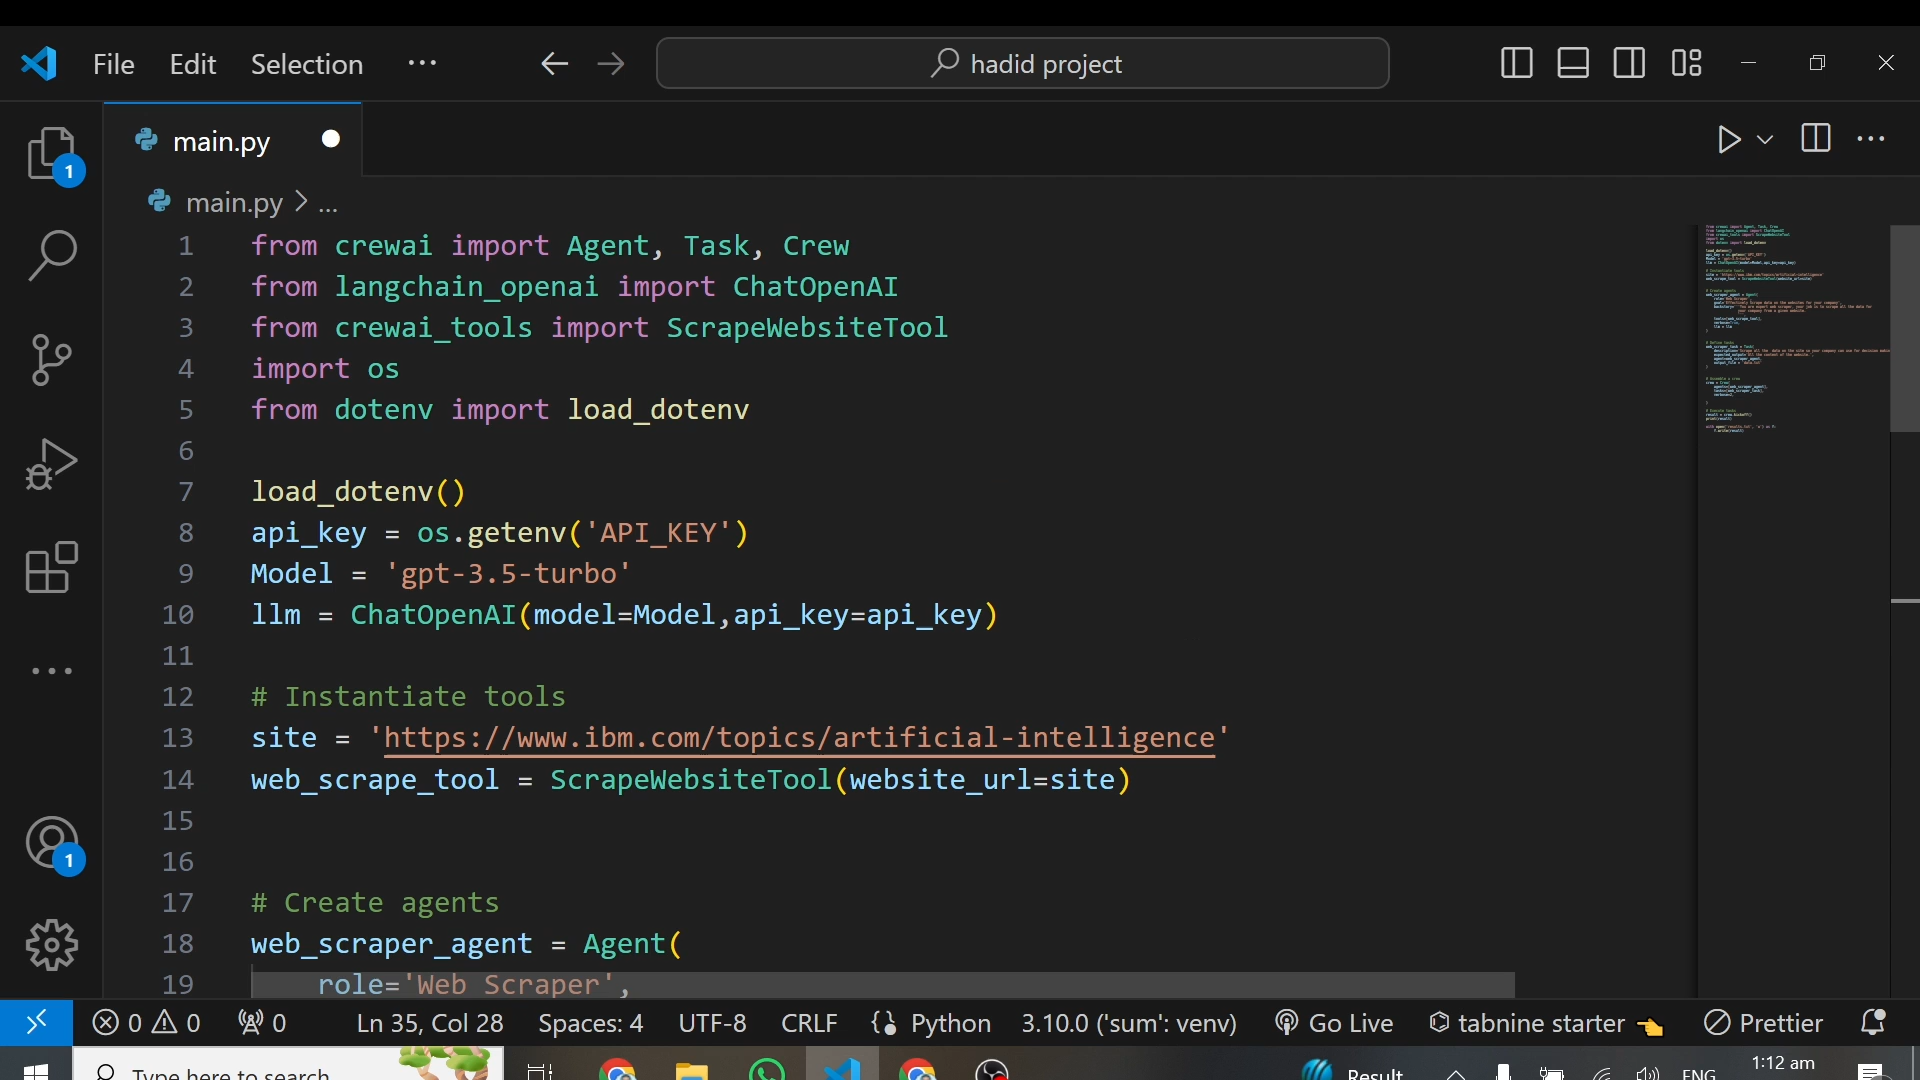 File Edit Selection ... hadid project
main.py
1
main.py > ...
1 from crewai import Agent, Task, Crew
2 from langchain_openai import ChatOpenAI
3 from crewai_tools import ScrapeWebsiteTool
4 import os
5 from dotenv import load_dotenv
6
7 load_dotenv()
8 api_key = os.getenv('API_KEY')
9 Model = 'gpt-3.5-turbo'
10 llm = ChatOpenAI(model=Model,api_key=api_key)
11
12 # Instantiate tools
13 site = 'https://www.ibm.com/topics/artificial-intelligence'
14 web_scrape_tool = ScrapeWebsiteTool(website_url=site)
15
16
1
17 # Create agents
18 web_scraper_agent = Agent(
19 role='Web Scraper',
0 0 0 Ln 35, Col 28 Spaces: 4 UTF-8 CRLF Python 3.10.0 ('sum': venv) Go Live tabnine starter Prettier
Type here to search Result ENG 1:12 am